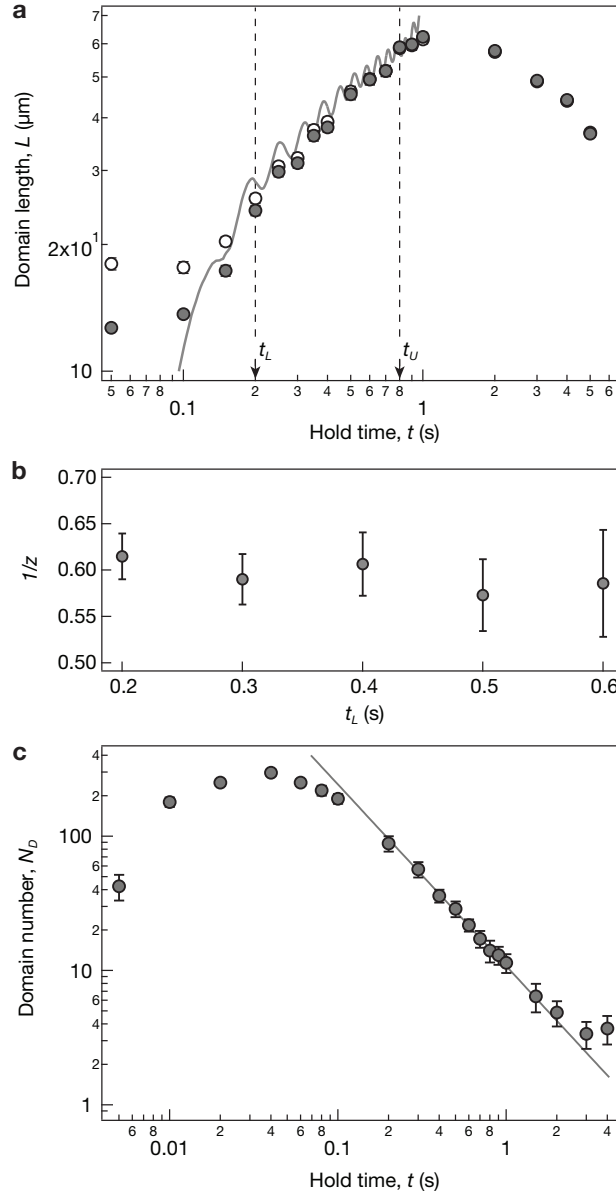 a
7
6
5
4
3
2x10¹
10
Domain length, L (μm)
t_L
t_U
5 6 7 8 2 3 4 5 6 7 8 2 3 4 5 6
0.1 1
Hold time, t (s)
b
0.70
0.65
0.60
0.55
0.50
1/z
0.2 0.3 0.4 0.5 0.6
t_L (s)
c
4
2
100
6
4
2
10
6
4
2
1
Domain number, N_D
6 8 2 4 6 8 2 4 6 8 2 4
0.01 0.1 1
Hold time, t (s)